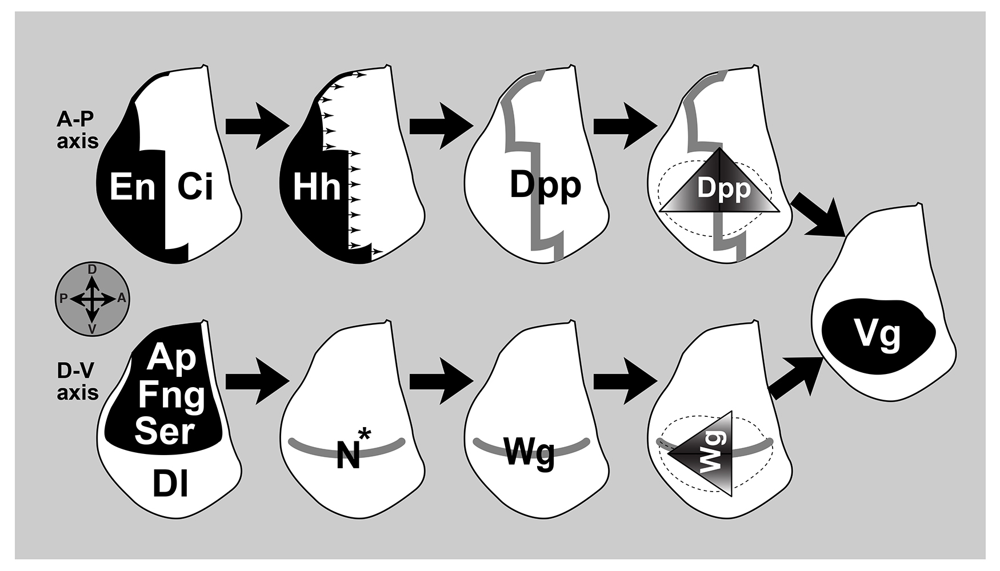 A-P
axis
En
Ci
Hh
Dpp
Dpp
D
P
A
V
Vg
D-V
axis
Ap
Fng
Ser
Dl
N*
Wg
Wg